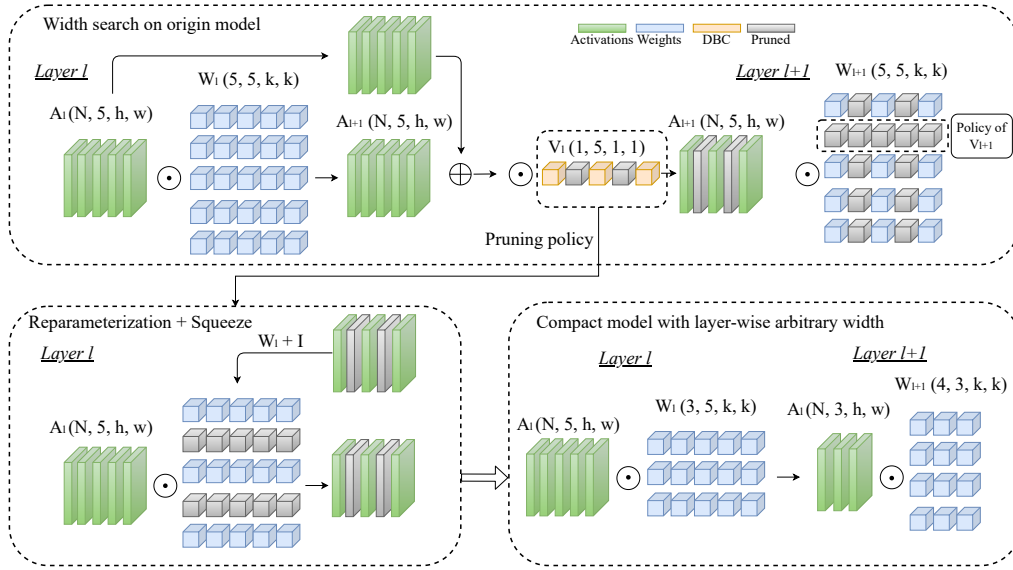 Width search on origin model
Activations Weights DBC Pruned
Layer l
Layer l+1
Wl (5, 5, k, k)
Wl+1 (5, 5, k, k)
Al (N, 5, h, w)
Al+1 (N, 5, h, w)
Vl (1, 5, 1, 1)
Al+1 (N, 5, h, w)
Policy of
Vl+1
Pruning policy
Reparameterization + Squeeze
Layer l
Wl + I
Al (N, 5, h, w)
Compact model with layer-wise arbitrary width
Layer l
Layer l+1
Wl+1 (4, 3, k, k)
Al (N, 5, h, w)
Wl (3, 5, k, k)
Al (N, 3, h, w)